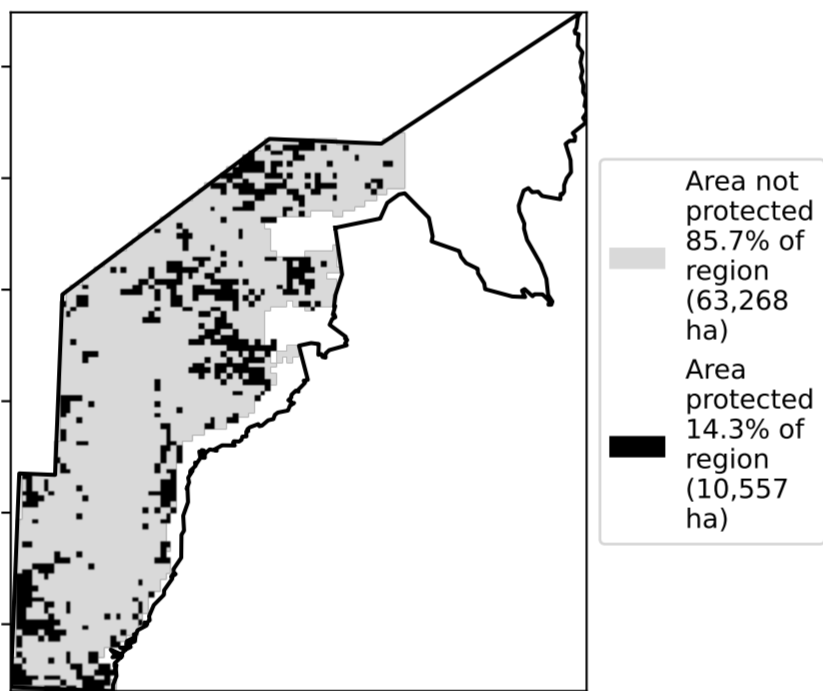 Area not
protected
85.7% of
region
(63,268
ha)
Area
protected
14.3% of
region
(10,557
ha)